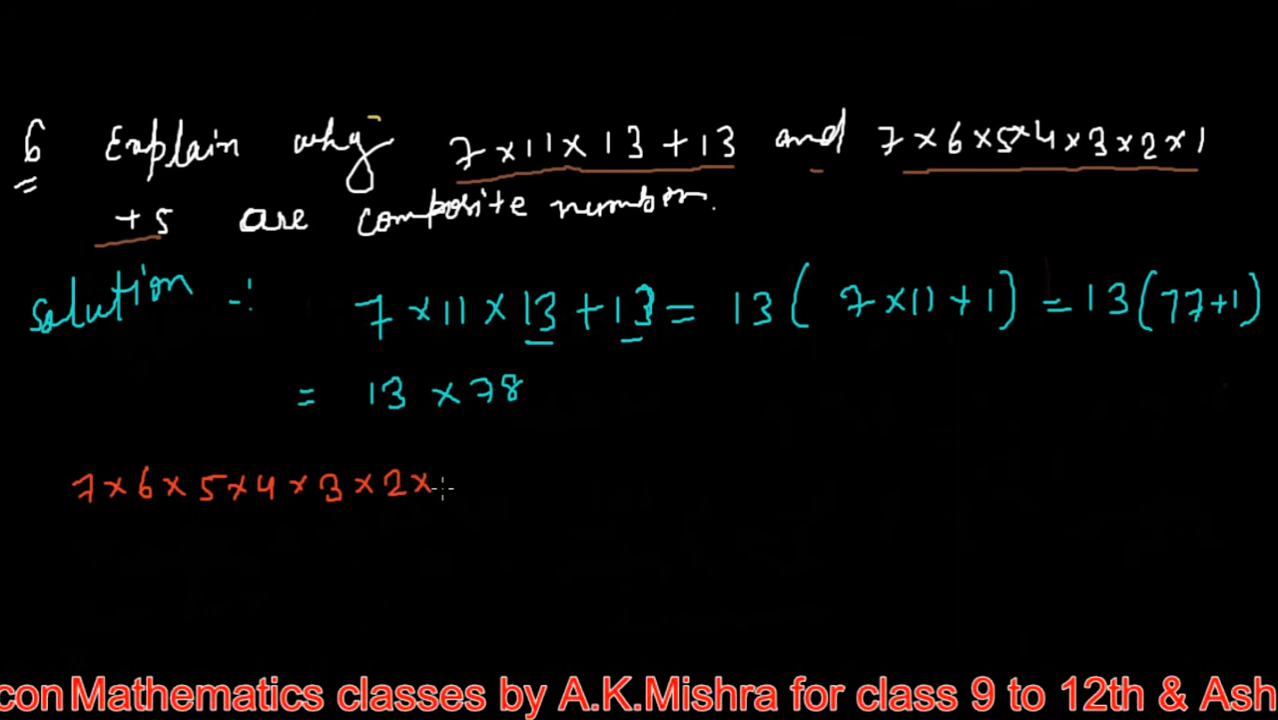 6 Explain why 7×11×13+13 and 7×6×5×4×3×2×1
+5 are composite number.
Solution -: 7×11×13+13 = 13(7×11+1) = 13(77+1)
= 13×78
7×6×5×4×3×2×
con Mathematics classes by A.K.Mishra for class 9 to 12th & Ash